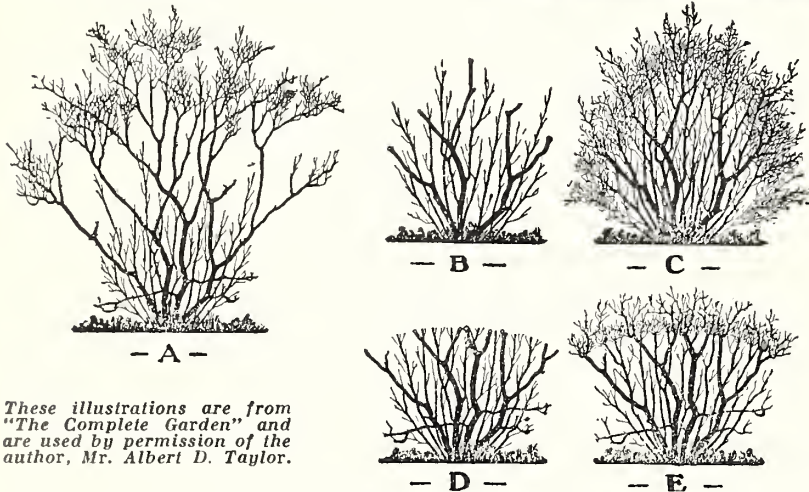 - B -
- C -
- A -
These illustrations are from
"The Complete Garden" and
are used by permission of the
author, Mr. Albert D. Taylor.
- D -
- E -